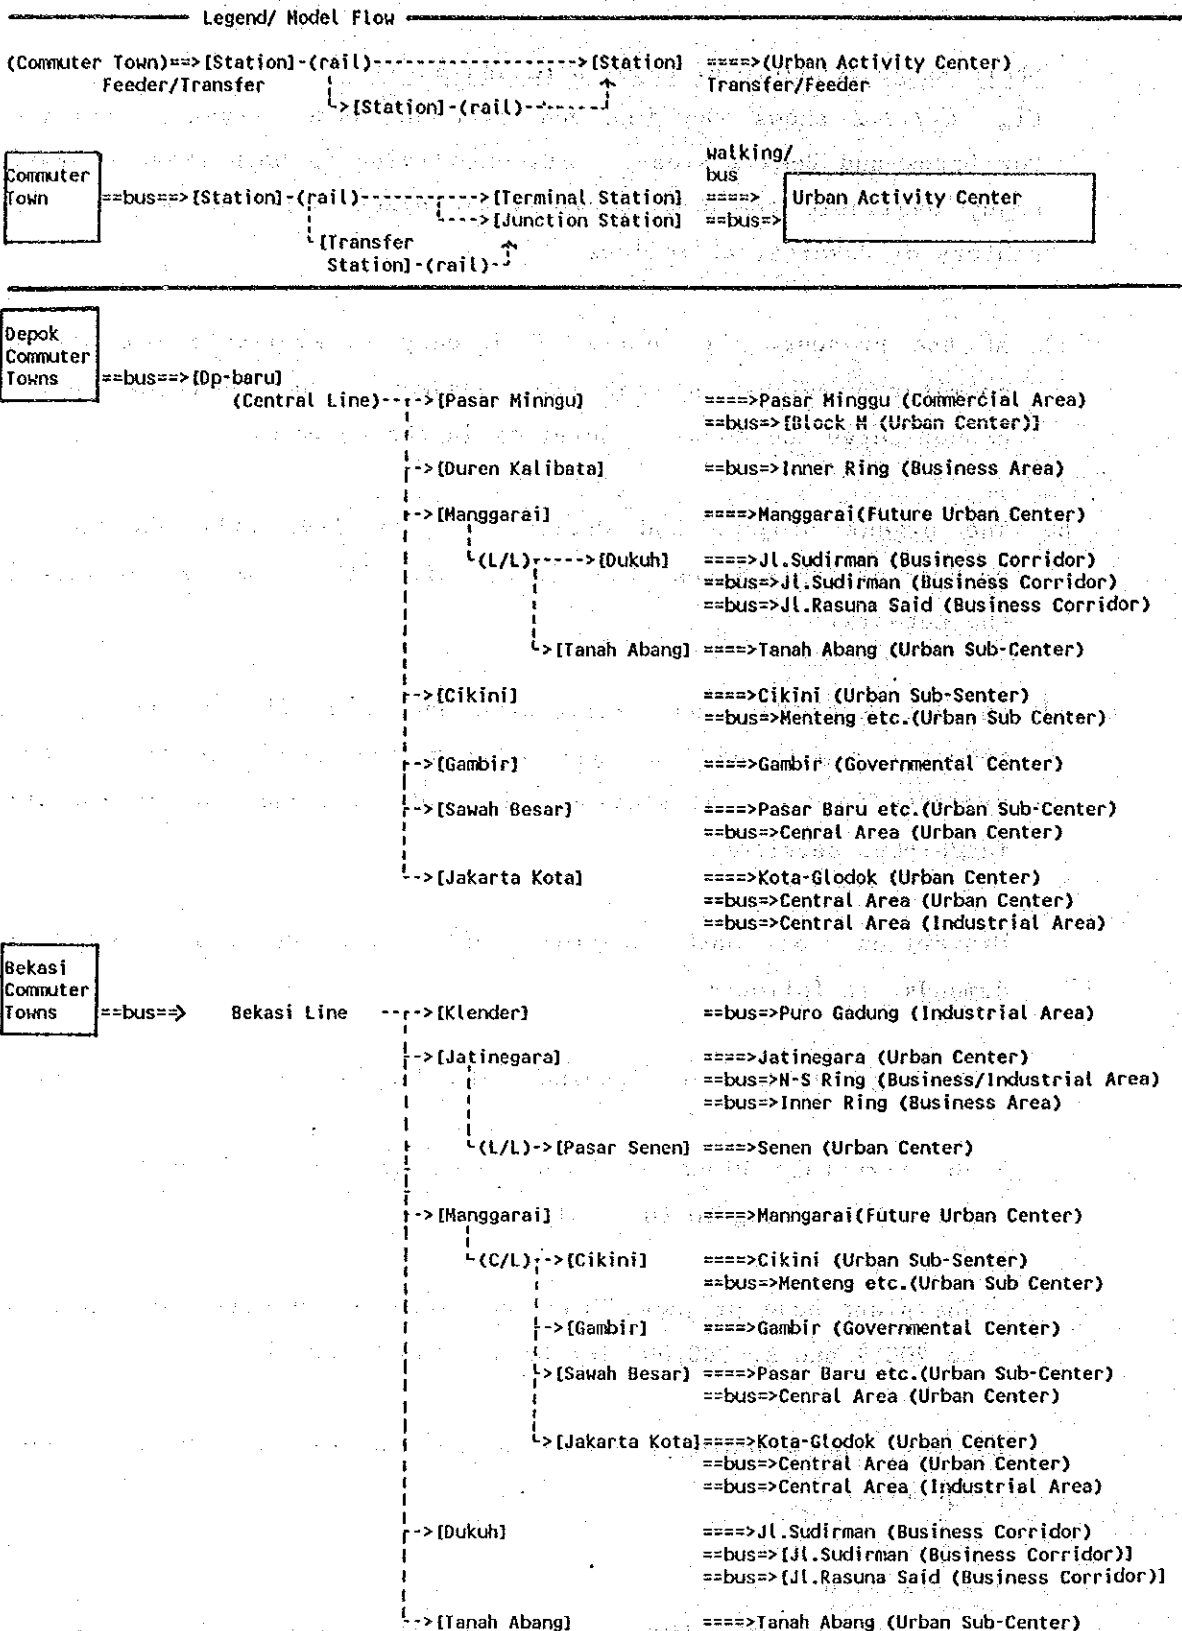 Legend/ Model Flow
(Commuter Town)==>[Station]-(rail)-------------------->[Station] ====>(Urban Activity Center)
Feeder/Transfer Transfer/Feeder
└->[Station]-(rail)-------┘
walking/
Commuter bus
Town ==bus==>[Station]-(rail)------------->[Terminal Station] ====> Urban Activity Center
---->[Junction Station] ==bus=>
[Transfer
Station]-(rail)-┘
Depok
Commuter
Towns ==bus==>[Dp-baru]
(Central Line)---->[Pasar Minngu] ====>Pasar Minggu (Commercial Area)
==bus=>[Block M (Urban Center)]
-->[Duren Kalibata] ==bus=>Inner Ring (Business Area)
-->[Manggarai] ====>Manggarai(Future Urban Center)
(L/L)------>[Dukuh] ====>Jl.Sudirman (Business Corridor)
==bus=>Jl.Sudirman (Business Corridor)
==bus=>Jl.Rasuna Said (Business Corridor)
->[Tanah Abang] ====>Tanah Abang (Urban Sub-Center)
-->[Cikini] ====>Cikini (Urban Sub-Senter)
==bus=>Menteng etc.(Urban Sub Center)
-->[Gambir] ====>Gambir (Governmental Center)
-->[Sawah Besar] ====>Pasar Baru etc.(Urban Sub-Center)
==bus=>Cenral Area (Urban Center)
-->[Jakarta Kota] ====>Kota-Glodok (Urban Center)
==bus=>Central Area (Urban Center)
==bus=>Central Area (Industrial Area)
Bekasi
Commuter
Towns ==bus==> Bekasi Line ----->[Klender] ==bus=>Puro Gadung (Industrial Area)
-->[Jatinegara] ====>Jatinegara (Urban Center)
==bus=>N-S Ring (Business/Industrial Area)
==bus=>Inner Ring (Business Area)
(L/L)->[Pasar Senen] ====>Senen (Urban Center)
-->[Manggarai] ====>Manngarai(Future Urban Center)
(C/L)-->[Cikini] ====>Cikini (Urban Sub-Senter)
==bus=>Menteng etc.(Urban Sub Center)
-->[Gambir] ====>Gambir (Governmental Center)
->[Sawah Besar] ====>Pasar Baru etc.(Urban Sub-Center)
==bus=>Cenral Area (Urban Center)
->[Jakarta Kota]====>Kota-Glodok (Urban Center)
==bus=>Central Area (Urban Center)
==bus=>Central Area (Industrial Area)
-->[Dukuh] ====>Jl.Sudirman (Business Corridor)
==bus=>[Jl.Sudirman (Business Corridor)]
==bus=>[Jl.Rasuna Said (Business Corridor)]
-->[Tanah Abang] ====>Tanah Abang (Urban Sub-Center)